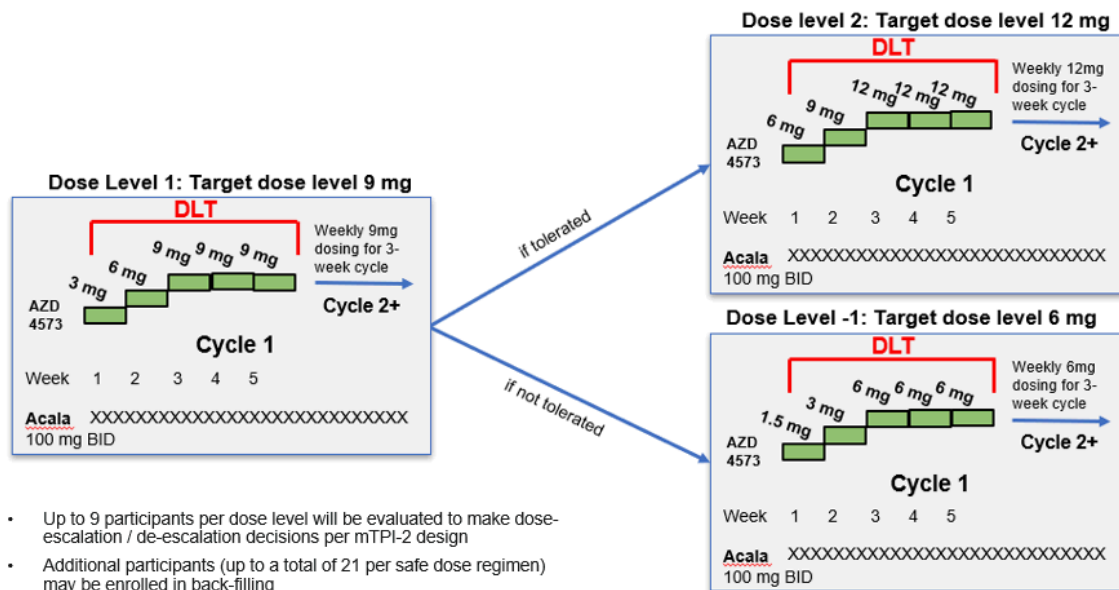 Dose Level 1: Target dose level 9 mg
DLT
3 mg
6 mg
9 mg
9 mg
9 mg
Weekly 9mg
dosing for 3-
week cycle
Cycle 2+
AZD
4573
Cycle 1
Week 1 2 3 4 5
Acala XXXXXXXXXXXXXXXXXXXXXXXXXXXX
100 mg BID
if tolerated
if not tolerated
Dose level 2: Target dose level 12 mg
DLT
6 mg
9 mg
12 mg
12 mg
12 mg
Weekly 12mg
dosing for 3-
week cycle
Cycle 2+
AZD
4573
Cycle 1
Week 1 2 3 4 5
Acala XXXXXXXXXXXXXXXXXXXXXXXXXXXX
100 mg BID
Dose Level -1: Target dose level 6 mg
DLT
1.5 mg
3 mg
6 mg
6 mg
6 mg
Weekly 6mg
dosing for 3-
week cycle
Cycle 2+
AZD
4573
Cycle 1
Week 1 2 3 4 5
Acala XXXXXXXXXXXXXXXXXXXXXXXXXXXX
100 mg BID
• Up to 9 participants per dose level will be evaluated to make dose-
escalation / de-escalation decisions per mTPI-2 design
• Additional participants (up to a total of 21 per safe dose regimen)
may be enrolled in back-filling